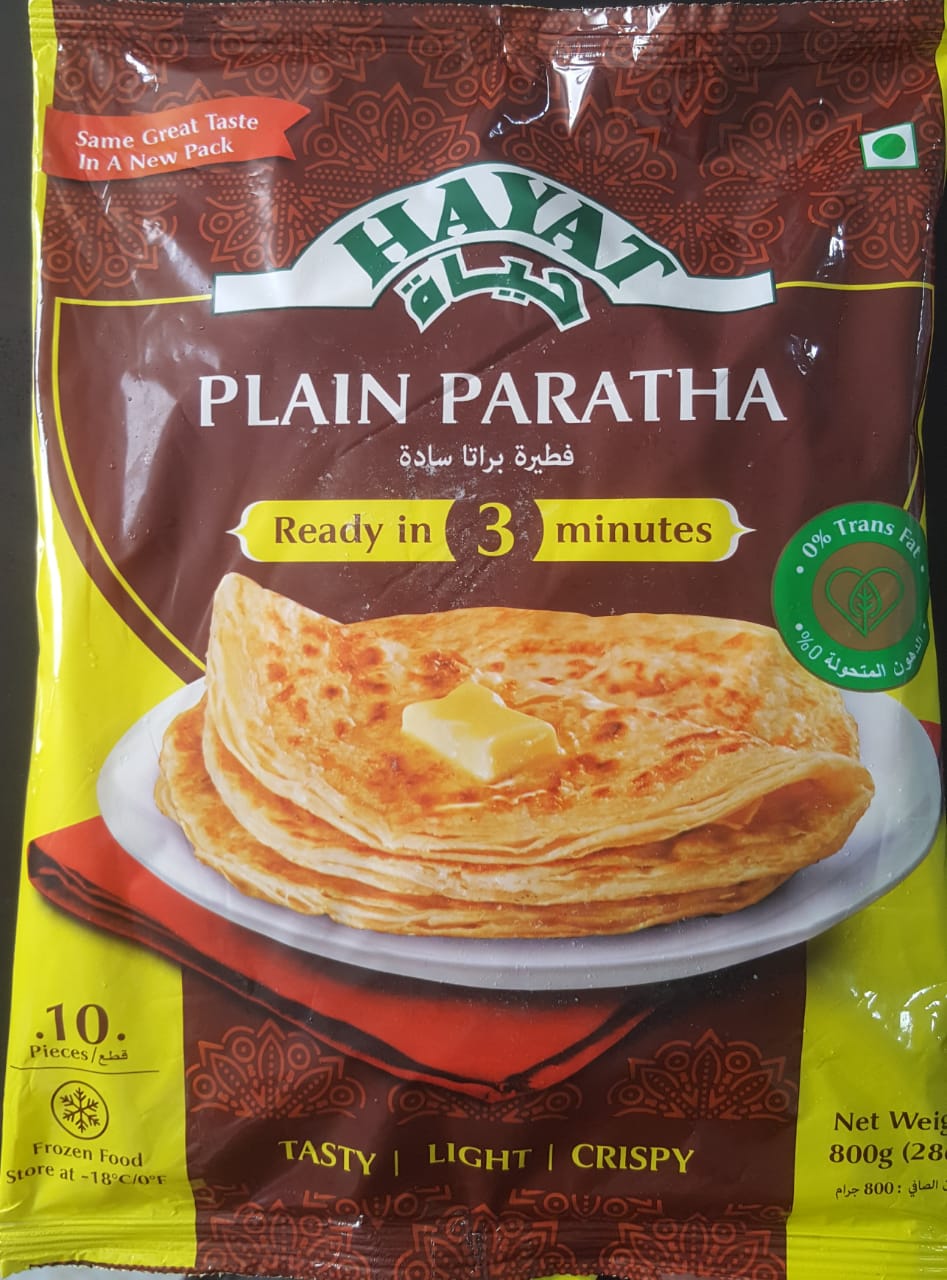 Same Great Taste
In A New Pack
HAYAT
حياة
PLAIN PARATHA
فطيرة براتا سادة
Ready in 3 minutes
0% Trans Fat
الدهون المتحولة 0%
.10.
Pieces/قطع
Frozen Food
Store at -18°C/0°F
TASTY | LIGHT | CRISPY
Net
800g
الصافي : 800 جرام